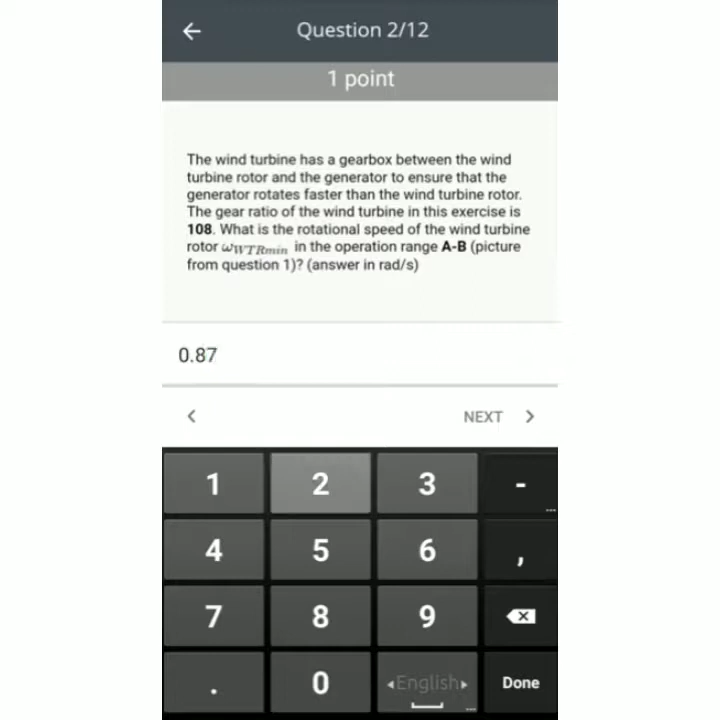 Question 2/12
1 point
The wind turbine has a gearbox between the wind
turbine rotor and the generator to ensure that the
generator rotates faster than the wind turbine rotor.
The gear ratio of the wind turbine in this exercise is
108. What is the rotational speed of the wind turbine
rotor ωWTRmin in the operation range A-B (picture
from question 1)? (answer in rad/s)
0.87
NEXT
1 2 3 -
4 5 6 ,
7 8 9
. 0 English Done